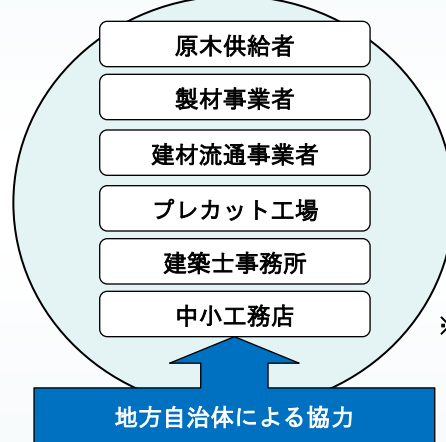 原木供給者
製材事業者
建材流通事業者
プレカット工場
建築士事務所
中小工務店
※
地方自治体による協力